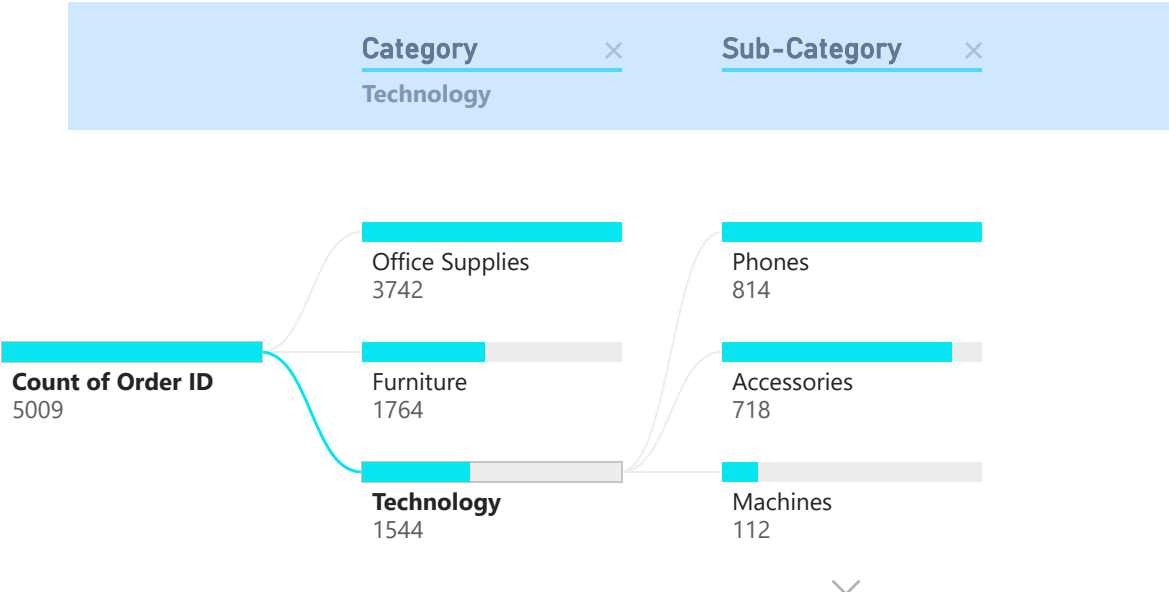 Category
Sub-Category
Technology
Office Supplies
3742
Phones
814
Count of Order ID
5009
Furniture
1764
Accessories
718
Technology
1544
Machines
112